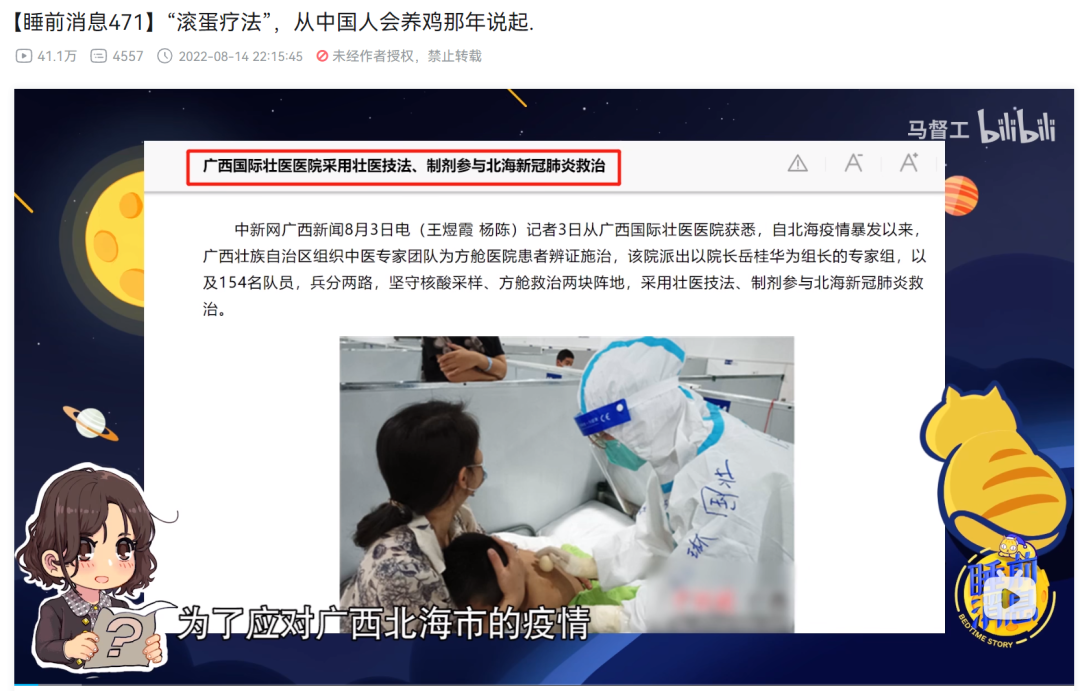 【睡前消息471】“滚蛋疗法”，从中国人会养鸡那年说起.
41.1万 4557 2022-08-14 22:15:45 未经作者授权，禁止转载
马督工 bilibili
广西国际壮医医院采用壮医技法、制剂参与北海新冠肺炎救治
A- A+
中新网广西新闻8月3日电（王煜霞 杨陈）记者3日从广西国际壮医医院获悉，自北海疫情暴发以来，
广西壮族自治区组织中医专家团队为方舱医院患者辨证施治，该院派出以院长岳桂华为组长的专家组，以
及154名队员，兵分两路，坚守核酸采样、方舱救治两块阵地，采用壮医技法、制剂参与北海新冠肺炎救
治。
CE
国壮
?
为了应对广西北海市的疫情
睡前
消息
BEDTIME STORY